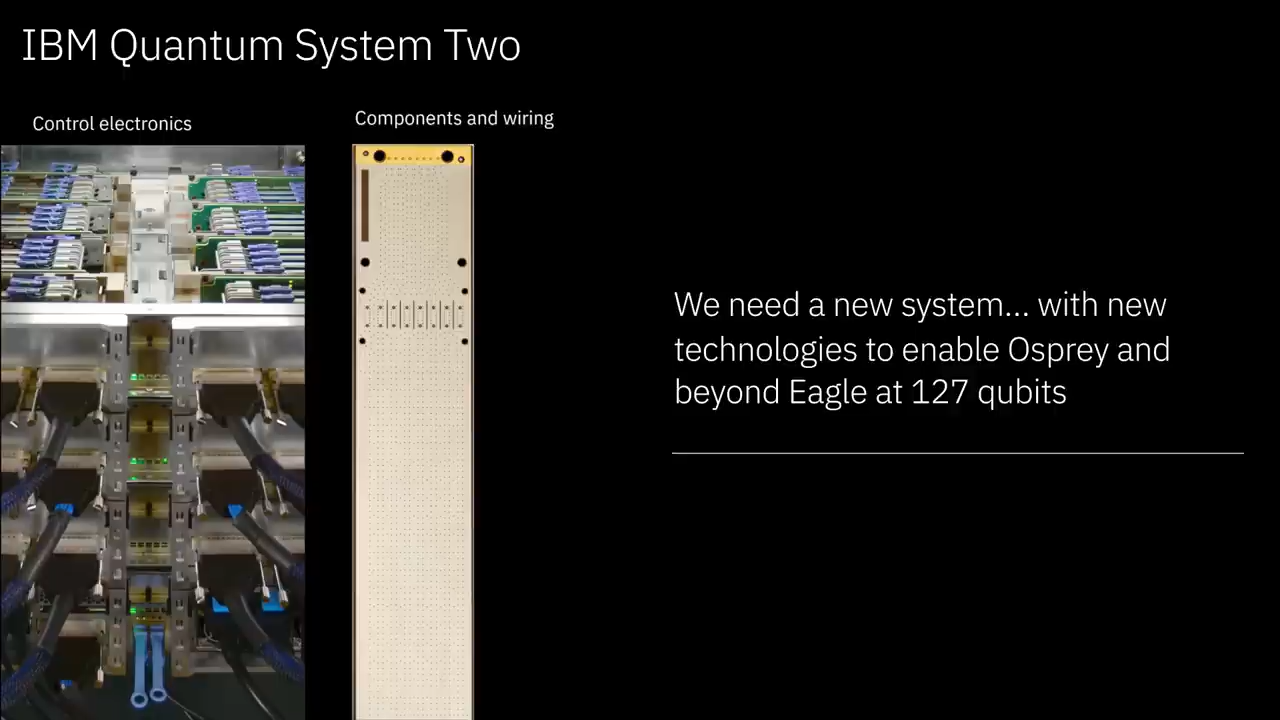 IBM Quantum System Two
Control electronics
Components and wiring
We need a new system... with new
technologies to enable Osprey and
beyond Eagle at 127 qubits